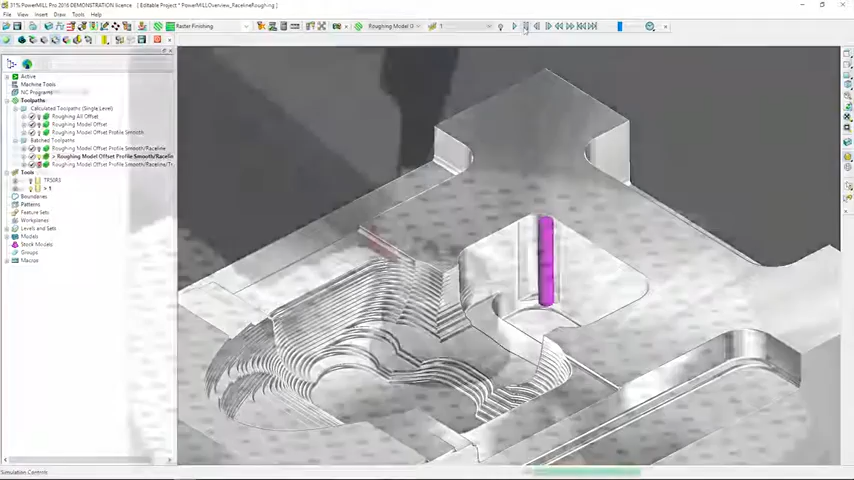 31% PowerMILL Pro 2016 DEMONSTRATION licence [ Editable Project * PowerMILLOverview_RacelineRoughing ]
File View Insert Draw Tools Help
Raster Finishing
Roughing Model O
1
Active
Machine Tools
NC Programs
Toolpaths
Calculated Toolpaths (Single Level)
Roughing All Offset
Roughing Model Offset
Roughing Model Offset Profile Smooth
Batched Toolpaths
Roughing Model Offset Profile Smooth/Raceline
> Roughing Model Offset Profile Smooth/Racelin
Roughing Model Offset Profile Smooth/Raceline/Tr
Tools
> 1
Boundaries
Patterns
Feature Sets
Workplanes
Levels and Sets
Models
Stock Models
Groups
Macros
Simulation Controls